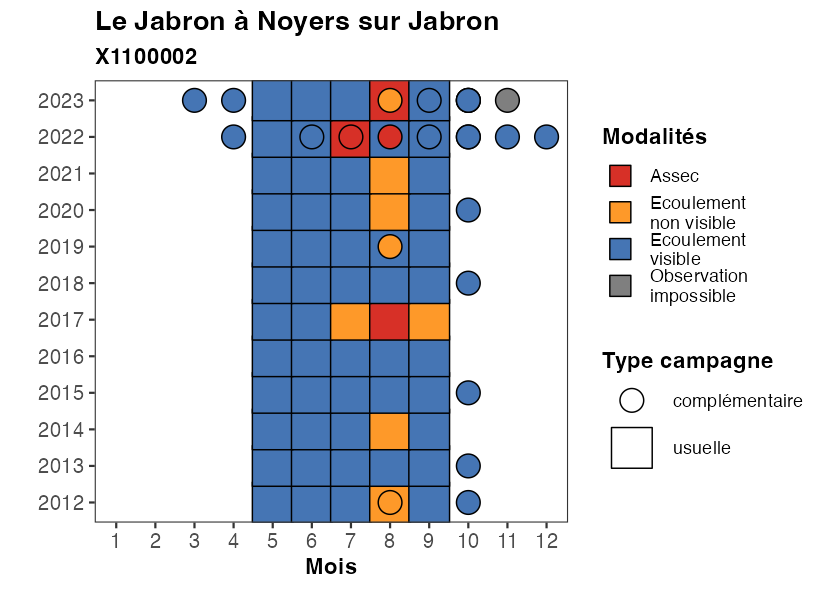 Le Jabron à Noyers sur Jabron
X1100002
2023
2022
2021
2020
2019
2018
2017
2016
2015
2014
2013
2012
1 2 3 4 5 6 7 8 9 10 11 12
Mois
Modalités
Assec
Ecoulement
non visible
Ecoulement
visible
Observation
impossible
Type campagne
complémentaire
usuelle